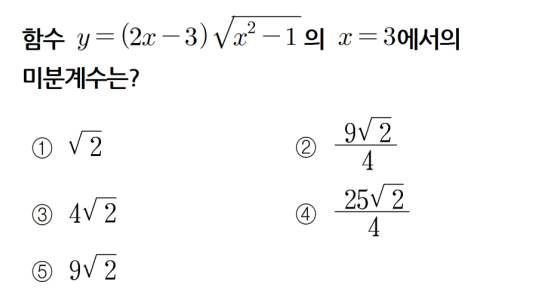 함수 y=(2x-3)√(x²-1) 의 x=3에서의
미분계수는?
① √2 ② 9√2/4
③ 4√2 ④ 25√2/4
⑤ 9√2